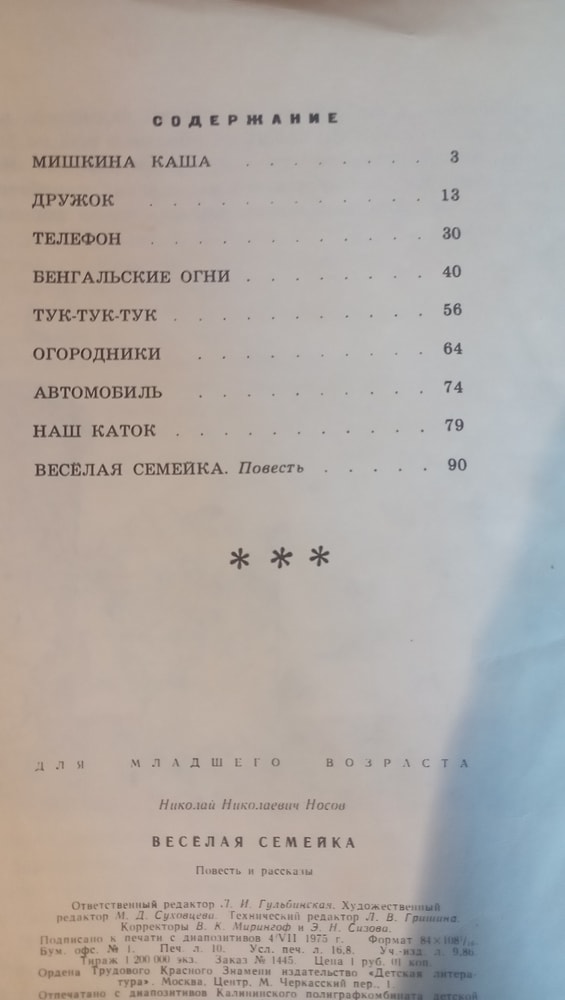 СОДЕРЖАНИЕ
МИШКИНА КАША . . . . . . . . 3
ДРУЖОК . . . . . . . . . . . . 13
ТЕЛЕФОН . . . . . . . . . . . . 30
БЕНГАЛЬСКИЕ ОГНИ . . . . . . . . 40
ТУК-ТУК-ТУК . . . . . . . . . . . 56
ОГОРОДНИКИ . . . . . . . . . . 64
АВТОМОБИЛЬ . . . . . . . . . . 74
НАШ КАТОК . . . . . . . . . . . 79
ВЕСЁЛАЯ СЕМЕЙКА. Повесть . . . . . 90
* * *
ДЛЯ МЛАДШЕГО ВОЗРАСТА
Николай Николаевич Носов
ВЕСЕЛАЯ СЕМЕЙКА
Повесть и рассказы
Ответственный редактор Л. И. Гульбинская. Художественный
редактор М. Д. Суховцева. Технический редактор Л. В. Гришина.
Корректоры В. К. Мирингоф и Э. Н. Сизова.
Подписано к печати с диапозитивов 4/VII 1975 г. Формат 84×108¹/₁₆.
Бум. офс. № 1. Печ. л. 10. Усл. печ. л. 16,8. Уч.-изд. л. 9,86.
Тираж 1 200 000 экз. Заказ № 1445. Цена 1 руб. 01 коп.
Ордена Трудового Красного Знамени издательство «Детская литера-
тура». Москва, Центр, М. Черкасский пер., 1.
Отпечатано с диапозитивов Калининского полиграфкомбината детской